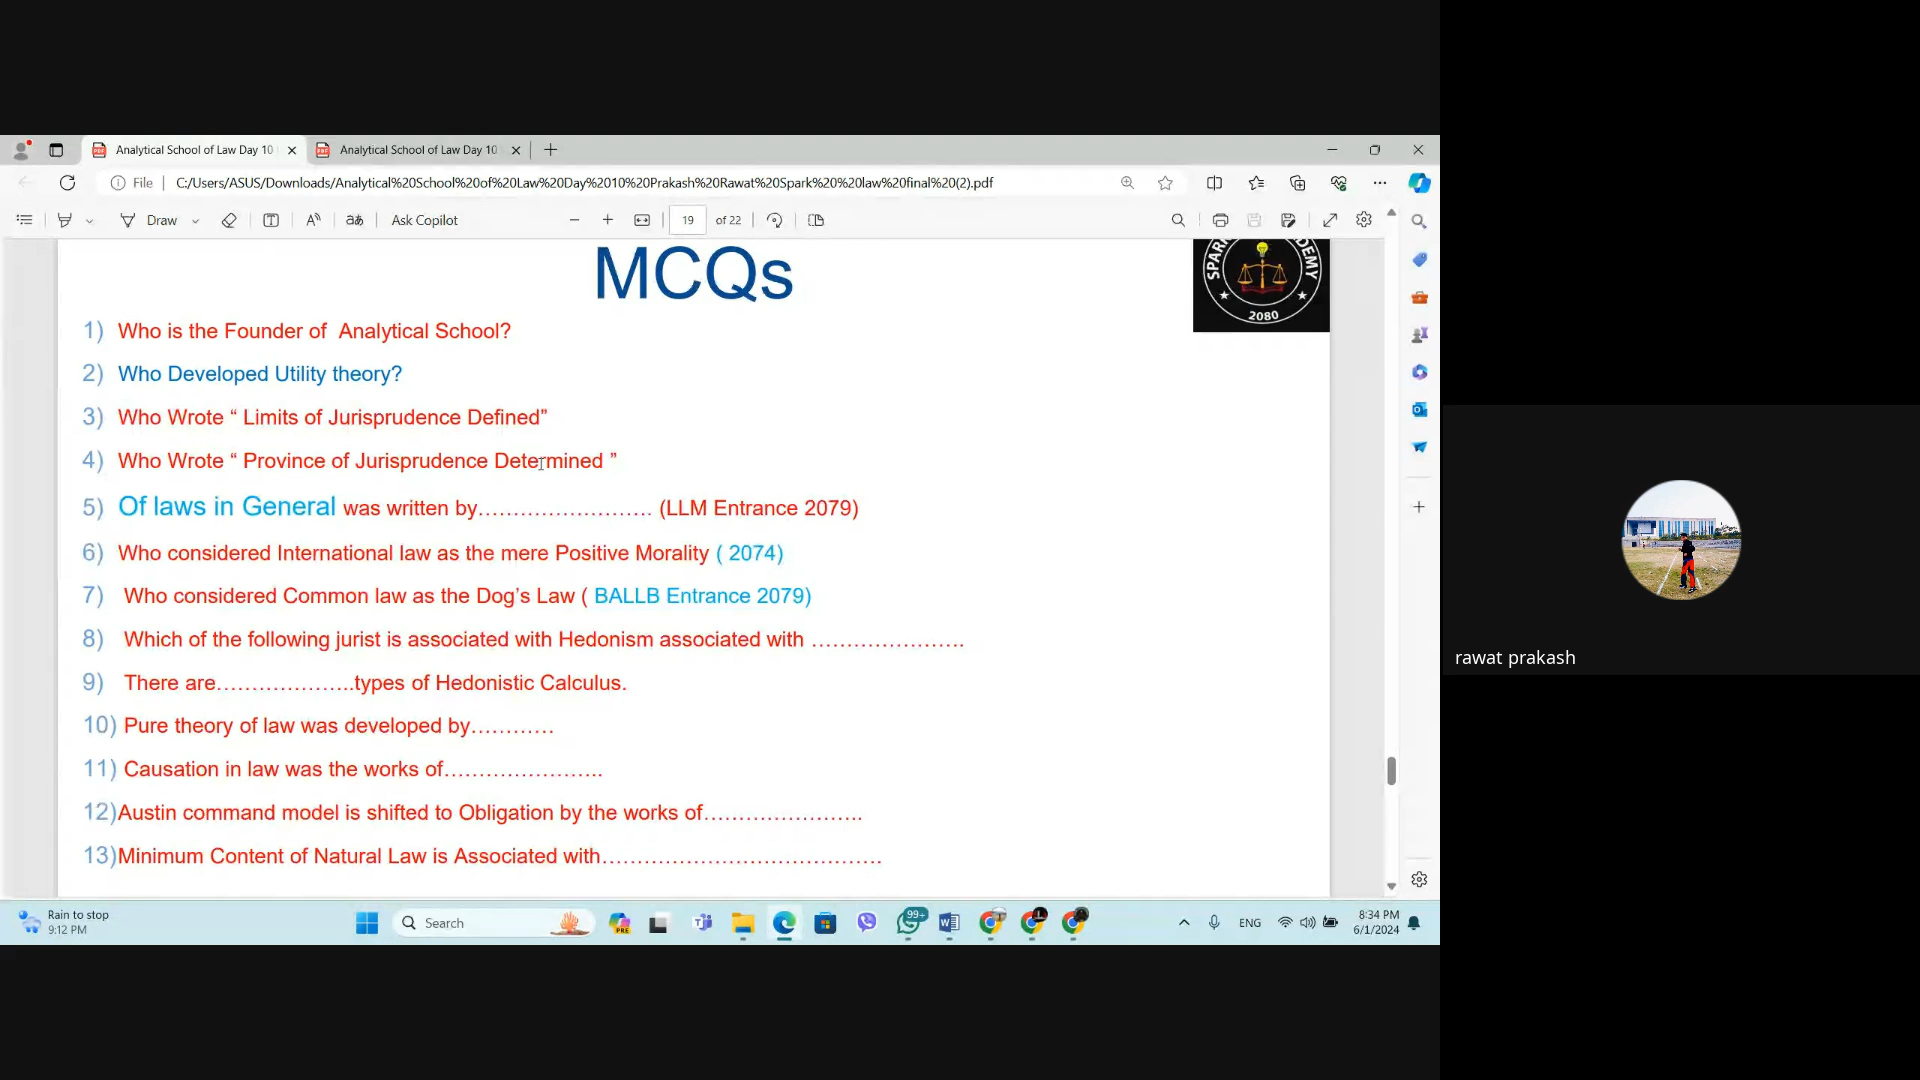 Analytical School of Law Day 10
Analytical School of Law Day 10
File
C:/Users/ASUS/Downloads/Analytical%20School%20of%20Law%20Day%2010%20Prakash%20Rawat%20Spark%20%20law%20final%20(2).pdf
Draw
Ask Copilot
19
of 22
MCQs
2080
1) Who is the Founder of Analytical School?
2) Who Developed Utility theory?
3) Who Wrote “ Limits of Jurisprudence Defined”
4) Who Wrote “ Province of Jurisprudence Determined ”
5) Of laws in General was written by……………………. (LLM Entrance 2079)
6) Who considered International law as the mere Positive Morality ( 2074)
7) Who considered Common law as the Dog’s Law ( BALLB Entrance 2079)
8) Which of the following jurist is associated with Hedonism associated with ………………….
9) There are………………..types of Hedonistic Calculus.
10) Pure theory of law was developed by…………
11) Causation in law was the works of…………………..
12)Austin command model is shifted to Obligation by the works of…………………..
13)Minimum Content of Natural Law is Associated with………………………………….
rawat prakash
Rain to stop
9:12 PM
Search
PRE
99+
ENG
8:34 PM
6/1/2024